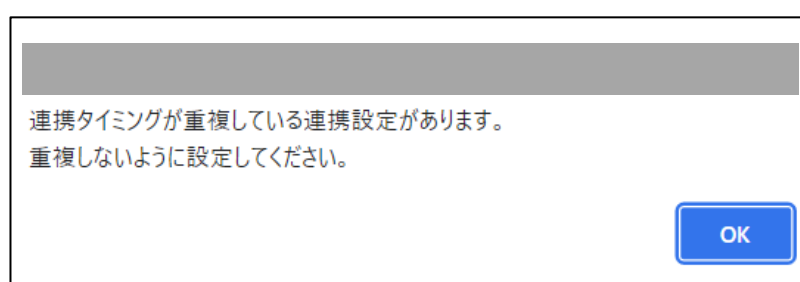 連携タイミングが重複している連携設定があります。
重複しないように設定してください。
OK